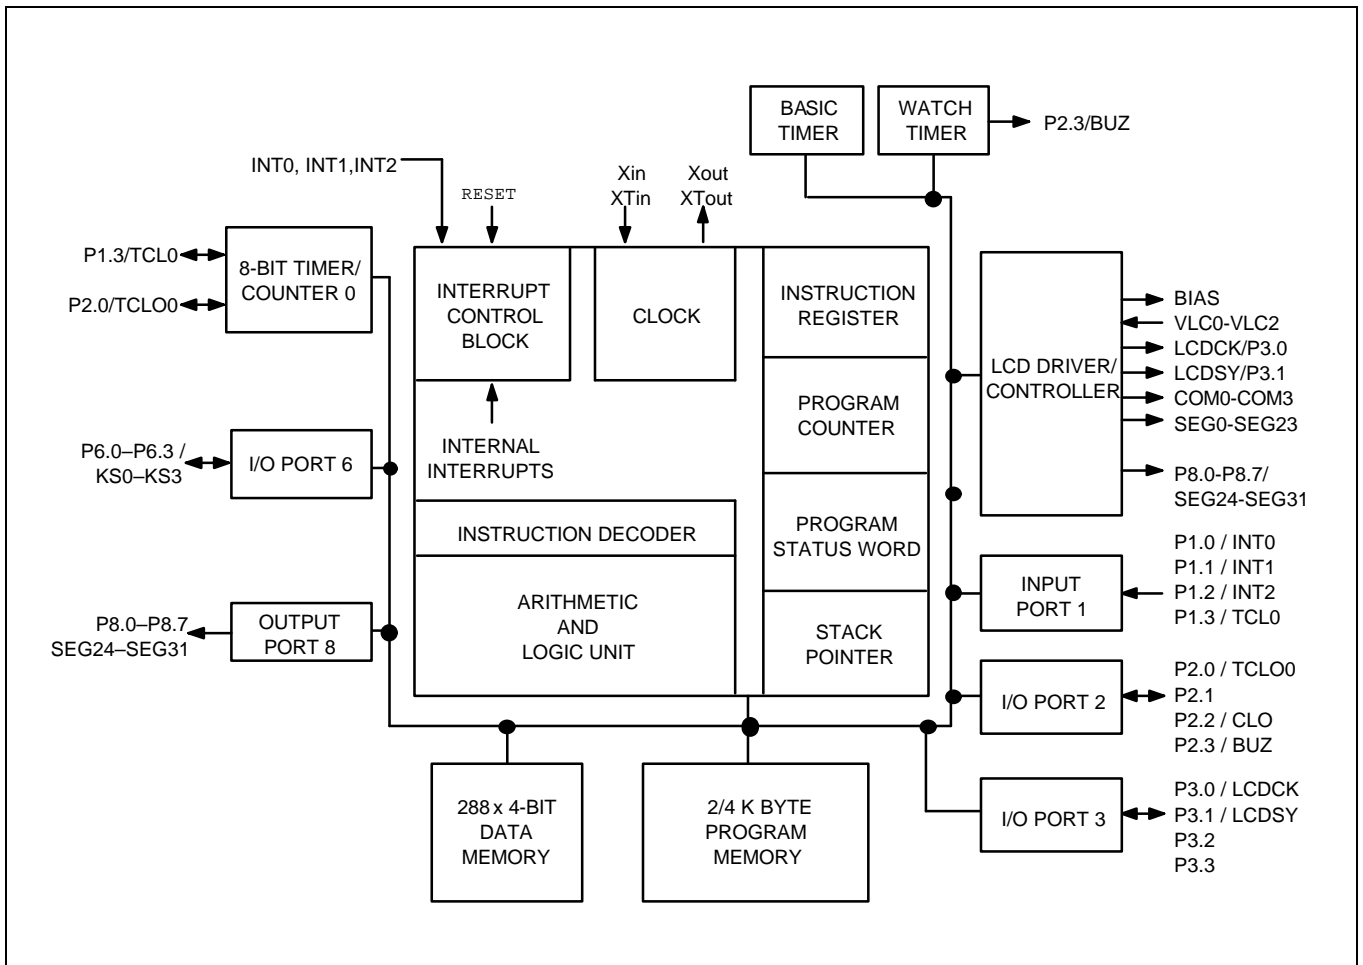 BASIC
TIMER
WATCH
TIMER
P2.3/BUZ
INT0, INT1,INT2
RESET
Xin
XTin
Xout
XTout
P1.3/TCL0
P2.0/TCLO0
8-BIT TIMER/
COUNTER 0
INTERRUPT
CONTROL
BLOCK
CLOCK
INSTRUCTION
REGISTER
LCD DRIVER/
CONTROLLER
BIAS
VLC0-VLC2
LCDCK/P3.0
LCDSY/P3.1
COM0-COM3
SEG0-SEG23
P8.0-P8.7/
SEG24-SEG31
PROGRAM
COUNTER
INTERNAL
INTERRUPTS
P6.0–P6.3 /
KS0–KS3
I/O PORT 6
INSTRUCTION DECODER
PROGRAM
STATUS WORD
INPUT
PORT 1
P1.0 / INT0
P1.1 / INT1
P1.2 / INT2
P1.3 / TCL0
P8.0–P8.7
SEG24–SEG31
OUTPUT
PORT 8
ARITHMETIC
AND
LOGIC UNIT
STACK
POINTER
I/O PORT 2
P2.0 / TCLO0
P2.1
P2.2 / CLO
P2.3 / BUZ
288 x 4-BIT
DATA
MEMORY
2/4 K BYTE
PROGRAM
MEMORY
I/O PORT 3
P3.0 / LCDCK
P3.1 / LCDSY
P3.2
P3.3